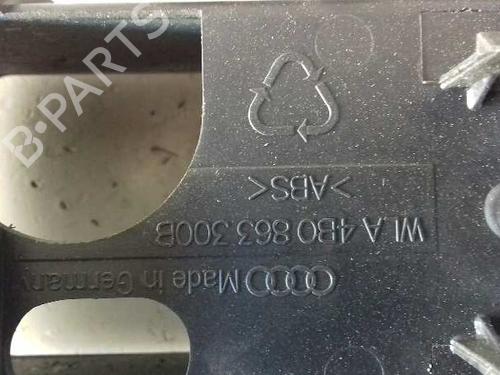 B-PARTS
Made in Germany
WI A 4B0 863 300B
>ABS<